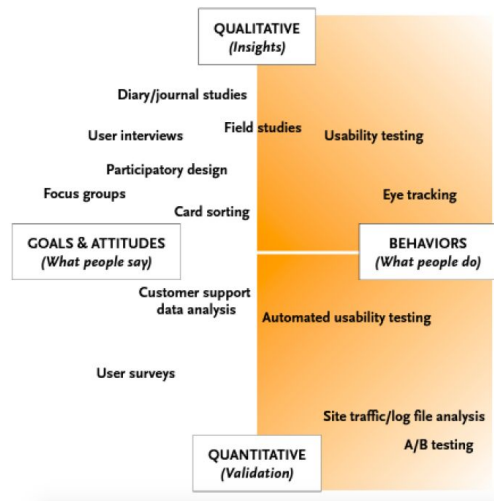 QUALITATIVE
(Insights)
Diary/journal studies
Field studies
User interviews
Usability testing
Participatory design
Focus groups
Eye tracking
Card sorting
GOALS & ATTITUDES
(What people say)
BEHAVIORS
(What people do)
Customer support
data analysis
Automated usability testing
User surveys
Site traffic/log file analysis
A/B testing
QUANTITATIVE
(Validation)